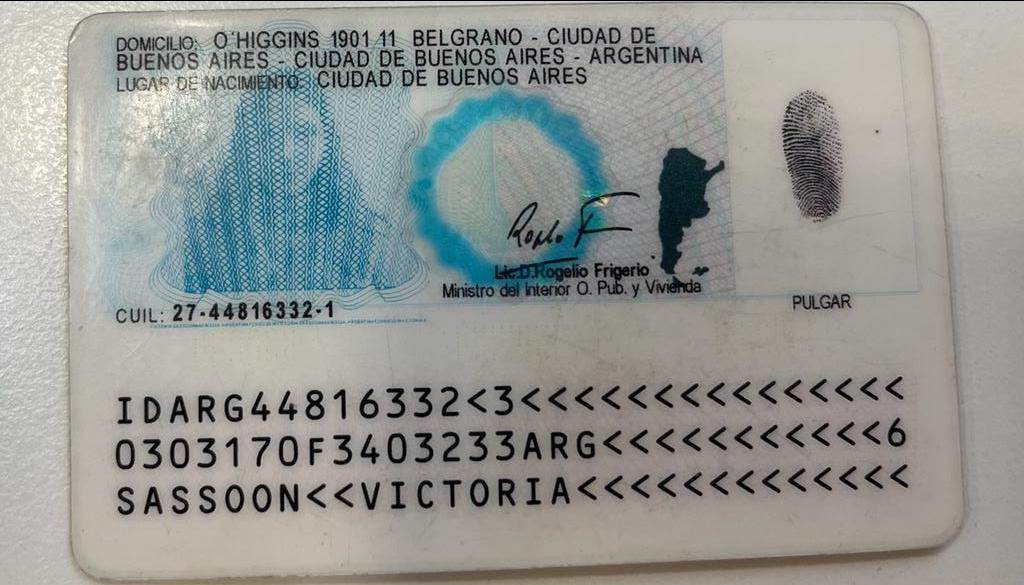 DOMICILIO: O'HIGGINS 1901 11 BELGRANO - CIUDAD DE
BUENOS AIRES - CIUDAD DE BUENOS AIRES - ARGENTINA
LUGAR DE NACIMIENTO: CIUDAD DE BUENOS AIRES
Lic.D.Rogelio Frigerio
Ministro del Interior O. Pub. y Vivienda
PULGAR
CUIL: 27-44816332-1
IDARG44816332<3<<<<<<<<<<<<<<<
0303170F3403233ARG<<<<<<<<<<<6
SASSOON<<VICTORIA<<<<<<<<<<<<<